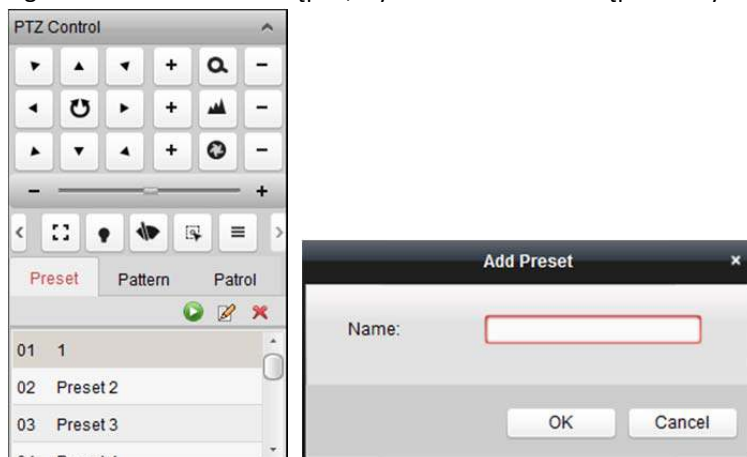 PTZ Control
Preset Pattern Patrol
01 1
02 Preset 2
03 Preset 3
Add Preset
Name:
OK Cancel